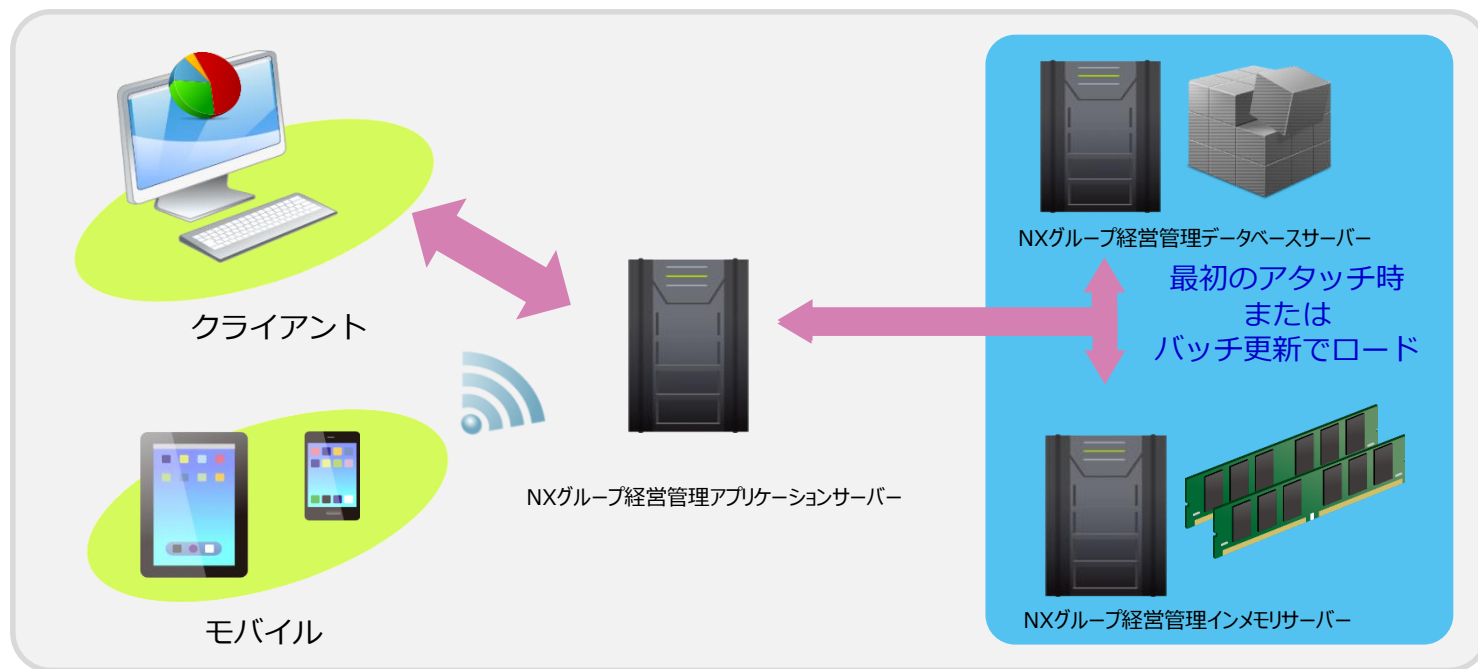 クライアント
モバイル
NXグループ経営管理アプリケーションサーバー
NXグループ経営管理データベースサーバー
最初のアタッチ時
または
バッチ更新でロード
NXグループ経営管理インメモリサーバー